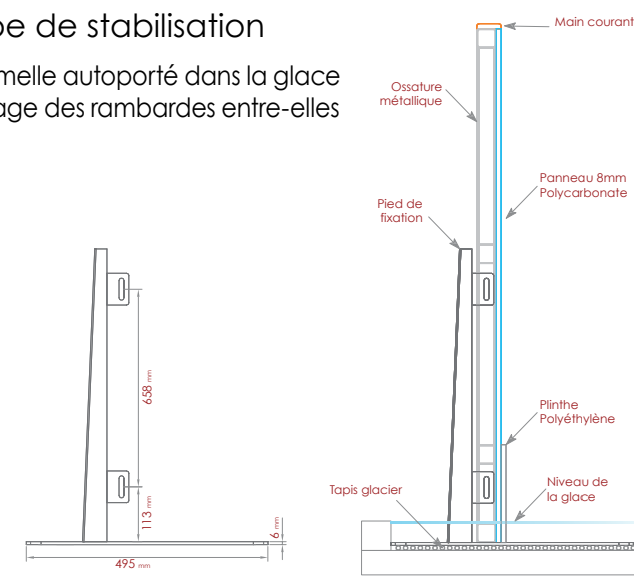 pe de stabilisation
melle autoporté dans la glace
age des rambardes entre-elles
Main courant
Ossature
métallique
Panneau 8mm
Polycarbonate
Pied de
fixation
658 mm
113 mm
6 mm
495 mm
Plinthe
Polyéthylène
Tapis glacier
Niveau de
la glace